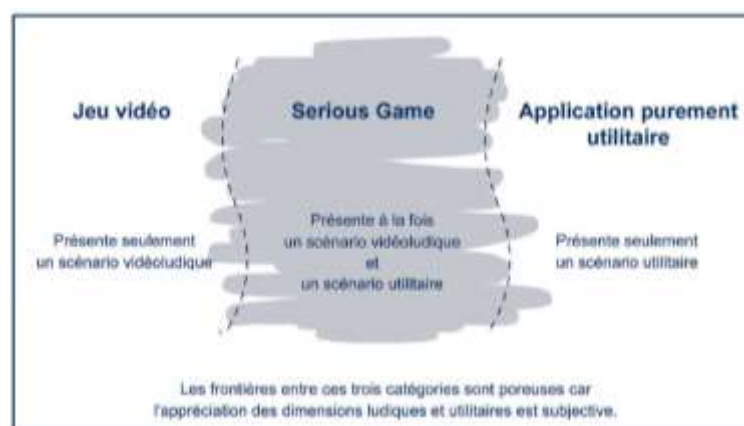 Jeu vidéo
Serious Game
Application purement
utilitaire
Présente seulement
un scénario vidéoludique
Présente à la fois
un scénario vidéoludique
et
un scénario utilitaire
Présente seulement
un scénario utilitaire
Les frontières entre ces trois catégories sont poreuses car
l'appréciation des dimensions ludiques et utilitaires est subjective.